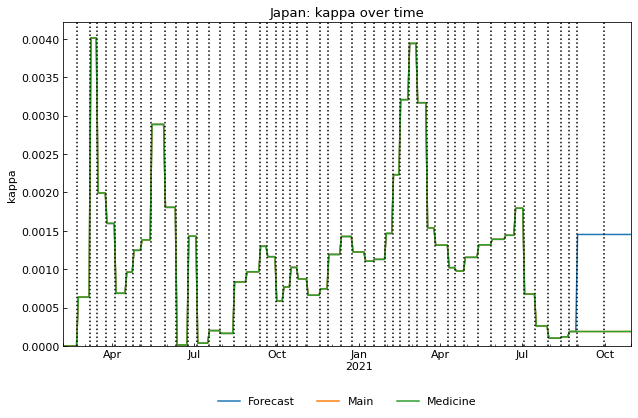 Japan: kappa over time
kappa
0.0040
0.0035
0.0030
0.0025
0.0020
0.0015
0.0010
0.0005
0.0000
Apr Jul Oct Jan Apr Jul Oct
2021
Forecast Main Medicine